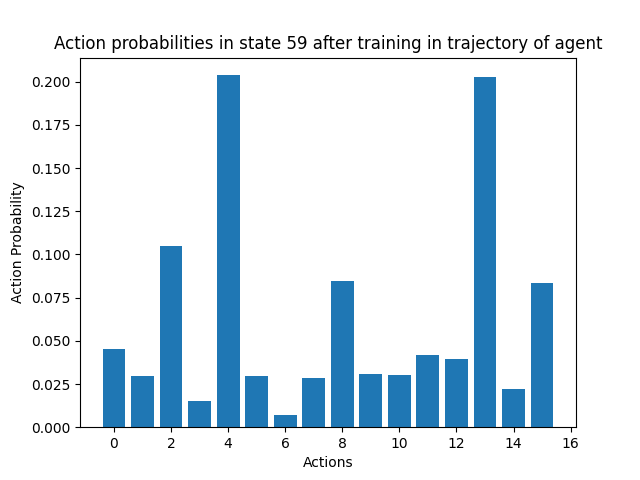 Action probabilities in state 59 after training in trajectory of agent
0.200
0.175
0.150
0.125
0.100
0.075
0.050
0.025
0.000
Action Probability
0 2 4 6 8 10 12 14 16
Actions